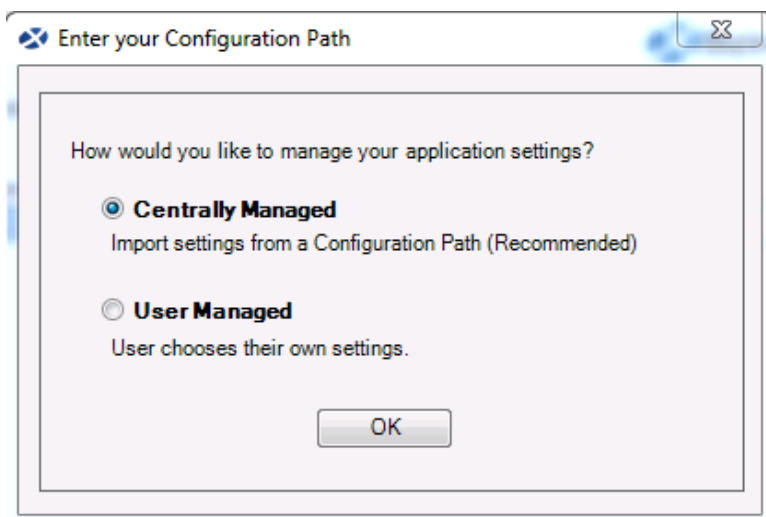 Enter your Configuration Path
How would you like to manage your application settings?
Centrally Managed
Import settings from a Configuration Path (Recommended)
User Managed
User chooses their own settings.
OK